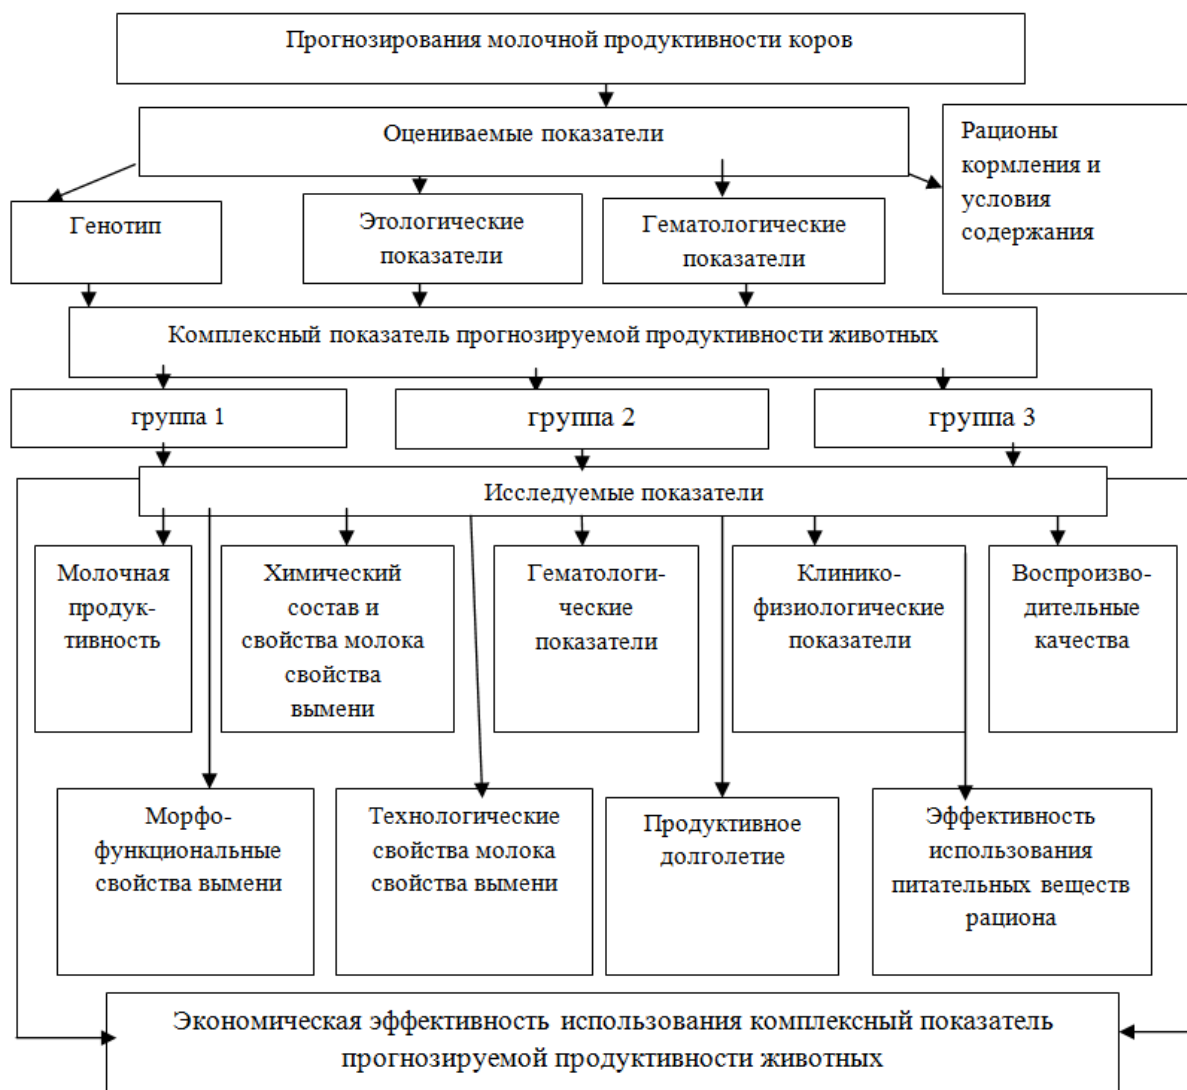 Прогнозирования молочной продуктивности коров
Оцениваемые показатели
Рационы
кормления и
условия
содержания
Генотип
Этологические
показатели
Гематологические
показатели
Комплексный показатель прогнозируемой продуктивности животных
группа 1
группа 2
группа 3
Исследуемые показатели
Молочная
продук-
тивность
Химический
состав и
свойства молока
свойства
вымени
Гематологи-
ческие
показатели
Клинико-
физиологические
показатели
Воспроизво-
дительные
качества
Морфо-
функциональные
свойства вымени
Технологические
свойства молока
свойства вымени
Продуктивное
долголетие
Эффективность
использования
питательных веществ
рациона
Экономическая эффективность использования комплексный показатель
прогнозируемой продуктивности животных